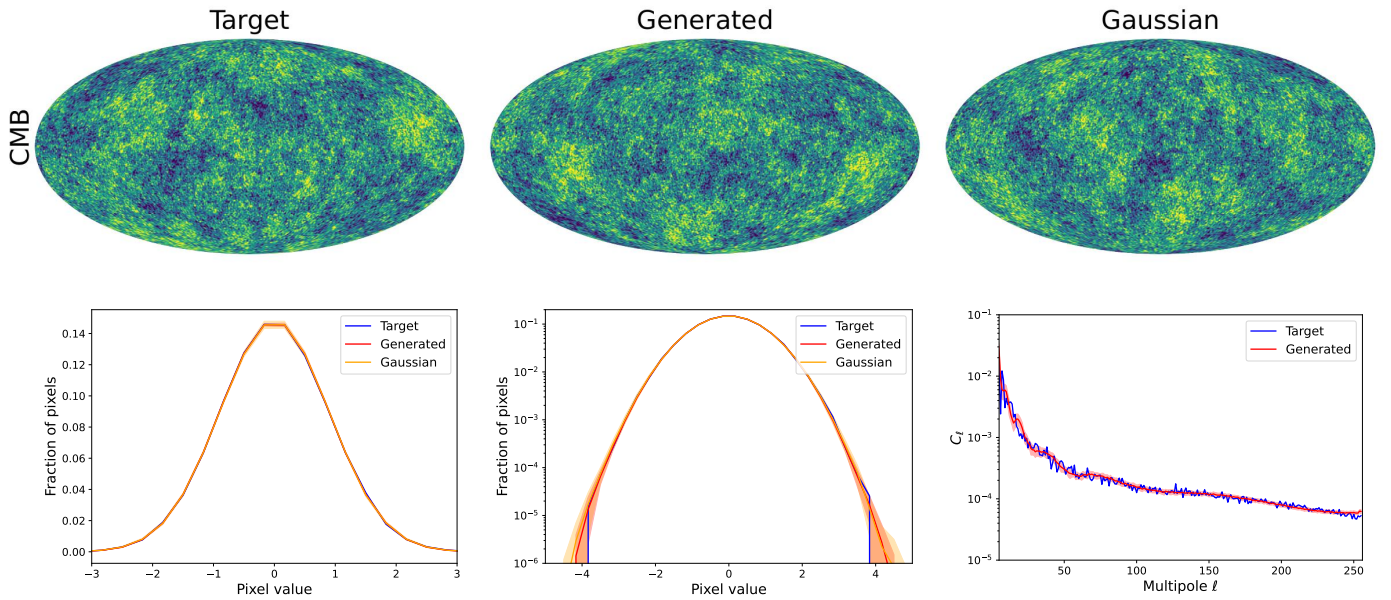 Target
Generated
Gaussian
CMB
0.14
0.12
0.10
0.08
0.06
0.04
0.02
0.00
Fraction of pixels
−3
−2
−1
0
1
2
3
Pixel value
Target
Generated
Gaussian
10⁻¹
10⁻²
10⁻³
10⁻⁴
10⁻⁵
10⁻⁶
Fraction of pixels
−4
−2
0
2
4
Pixel value
Target
Generated
Gaussian
10⁻¹
10⁻²
10⁻³
10⁻⁴
10⁻⁵
Cℓ
50
100
150
200
250
Multipole ℓ
Target
Generated